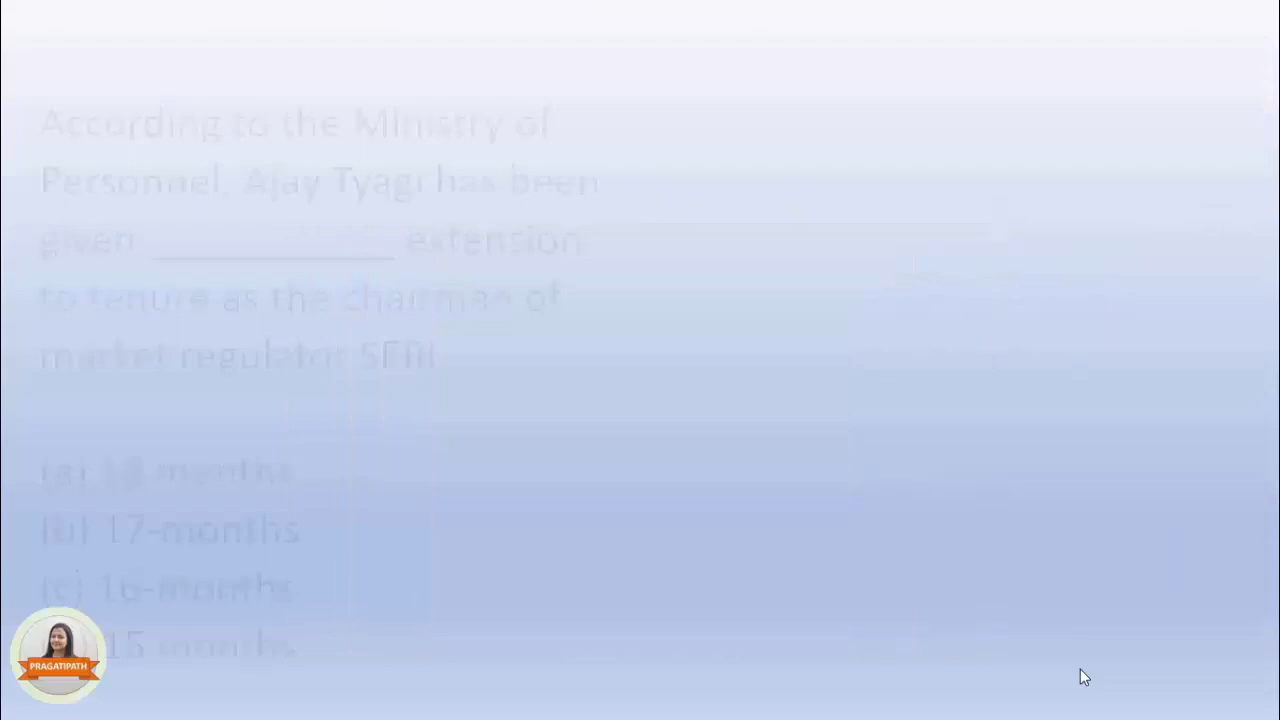 According to the Ministry of
Personnel, Ajay Tyagi has been
given ____________ extension
to tenure as the chairman of
market regulator SEBI
(a) 18 months
(b) 17-months
(c) 16-months
15 months
PRAGATIPATH